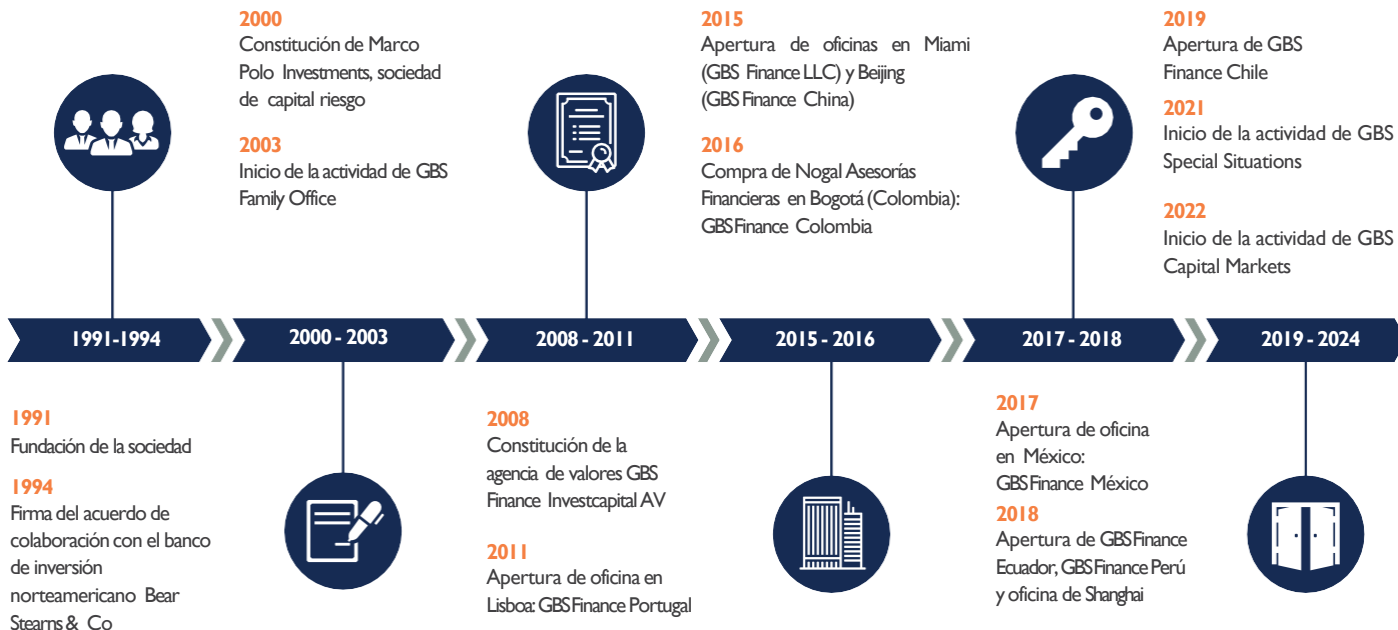 2000
Constitución de Marco
Polo Investments, sociedad
de capital riesgo
2003
Inicio de la actividad de GBS
Family Office
2015
Apertura de oficinas en Miami
(GBS Finance LLC) y Beijing
(GBS Finance China)
2016
Compra de Nogal Asesorías
Financieras en Bogotá (Colombia):
GBS Finance Colombia
2019
Apertura de GBS
Finance Chile
2021
Inicio de la actividad de GBS
Special Situations
2022
Inicio de la actividad de GBS
Capital Markets
1991-1994
2000 - 2003
2008 - 2011
2015 - 2016
2017 - 2018
2019 - 2024
1991
Fundación de la sociedad
1994
Firma del acuerdo de
colaboración con el banco
de inversión
norteamericano Bear
Stearns & Co
2008
Constitución de la
agencia de valores GBS
Finance Investcapital AV
2011
Apertura de oficina en
Lisboa: GBS Finance Portugal
2017
Apertura de oficina
en México:
GBS Finance México
2018
Apertura de GBS Finance
Ecuador, GBS Finance Perú
y oficina de Shanghai